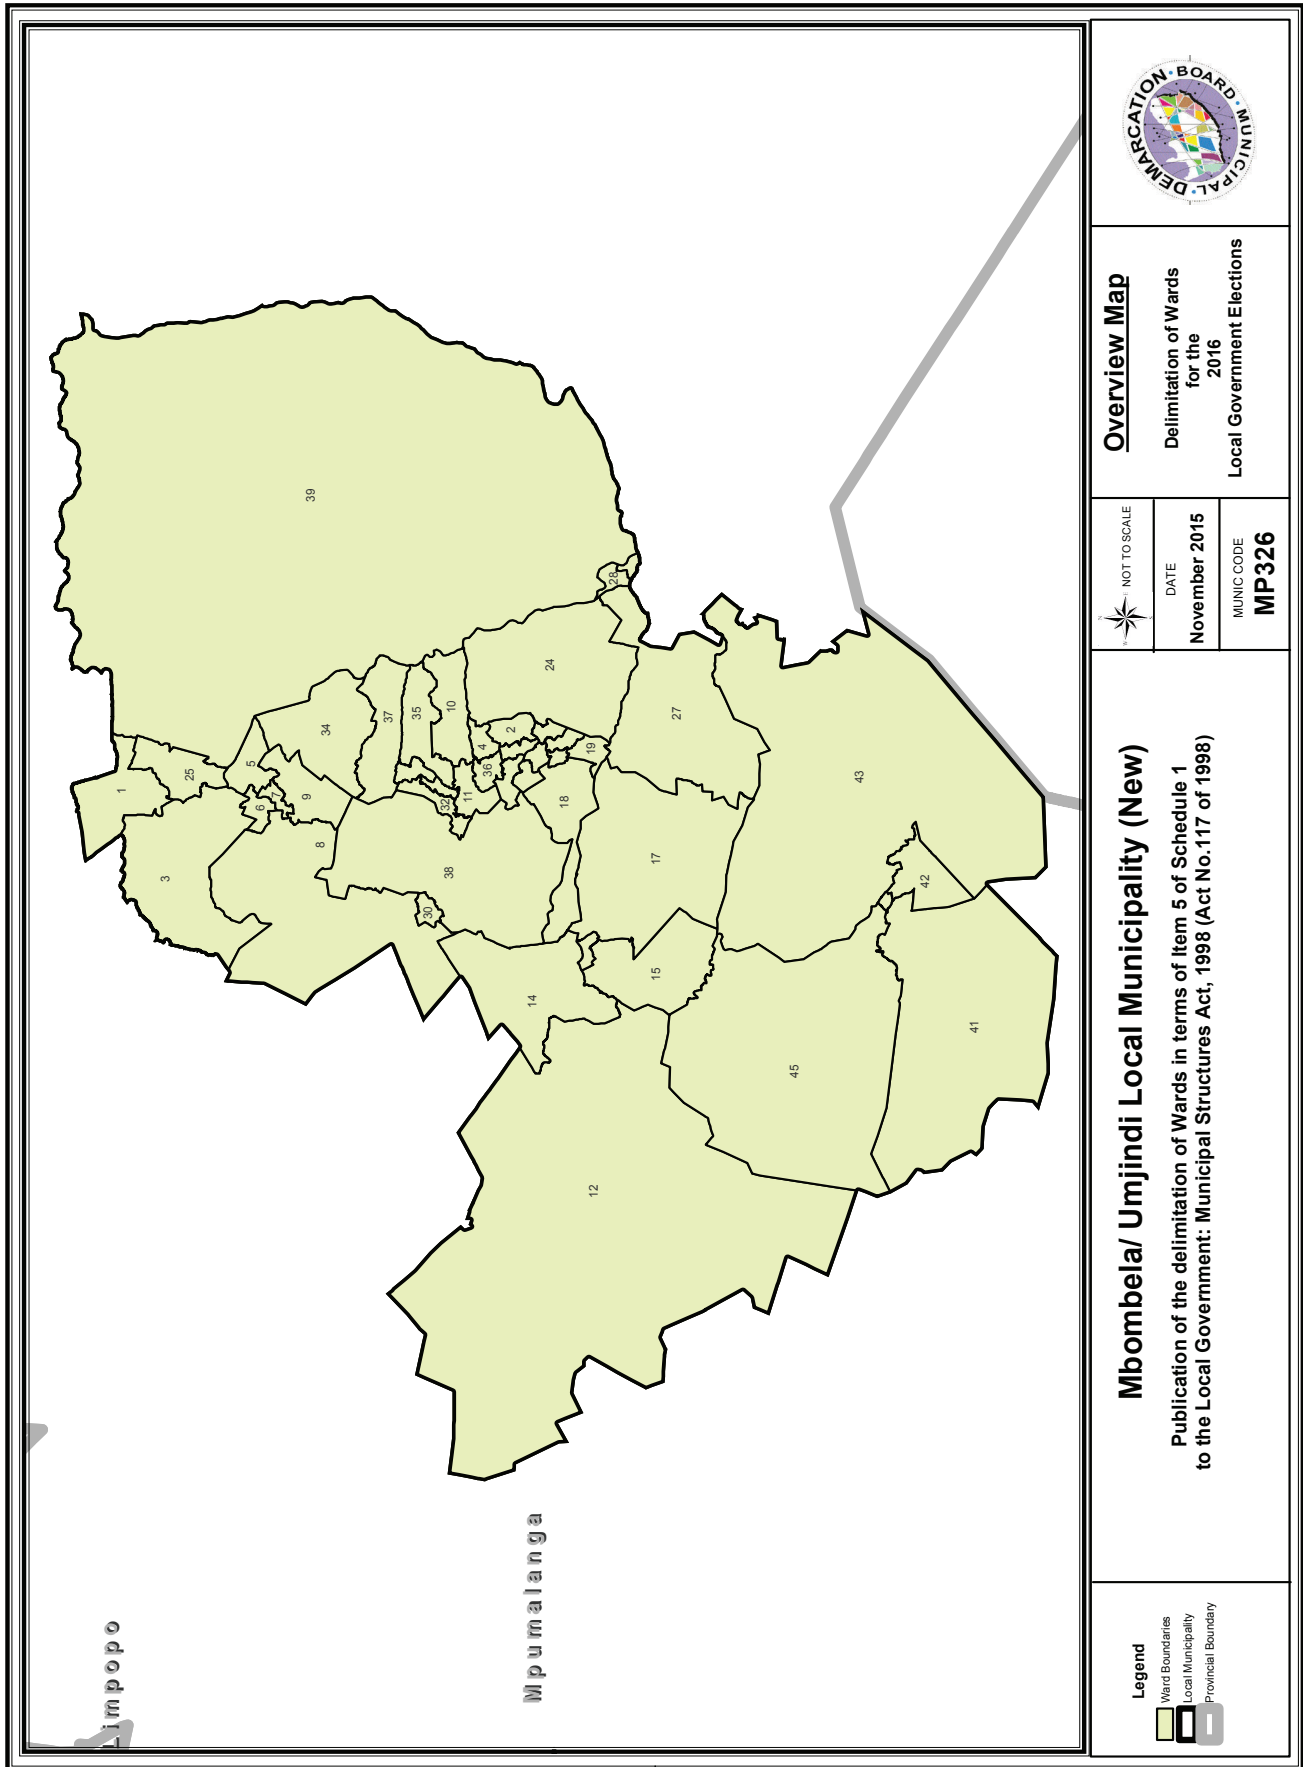 Limpopo
Mpumalanga
1
25
3
5
6
7
9
8
34
37
35
10
32
11
4
2
36
19
18
24
38
30
39
28
14
15
17
27
12
45
43
42
41
Legend
Ward Boundaries
Local Municipality
Provincial Boundary
Mbombela/ Umjindi Local Municipality (New)
Publication of the delimitation of Wards in terms of Item 5 of Schedule 1
to the Local Government: Municipal Structures Act, 1998 (Act No.117 of 1998)
N
W
E
S
NOT TO SCALE
DATE
November 2015
MUNIC CODE
MP326
Overview Map
Delimitation of Wards
for the
2016
Local Government Elections
MUNICIPAL DEMARCATION BOARD